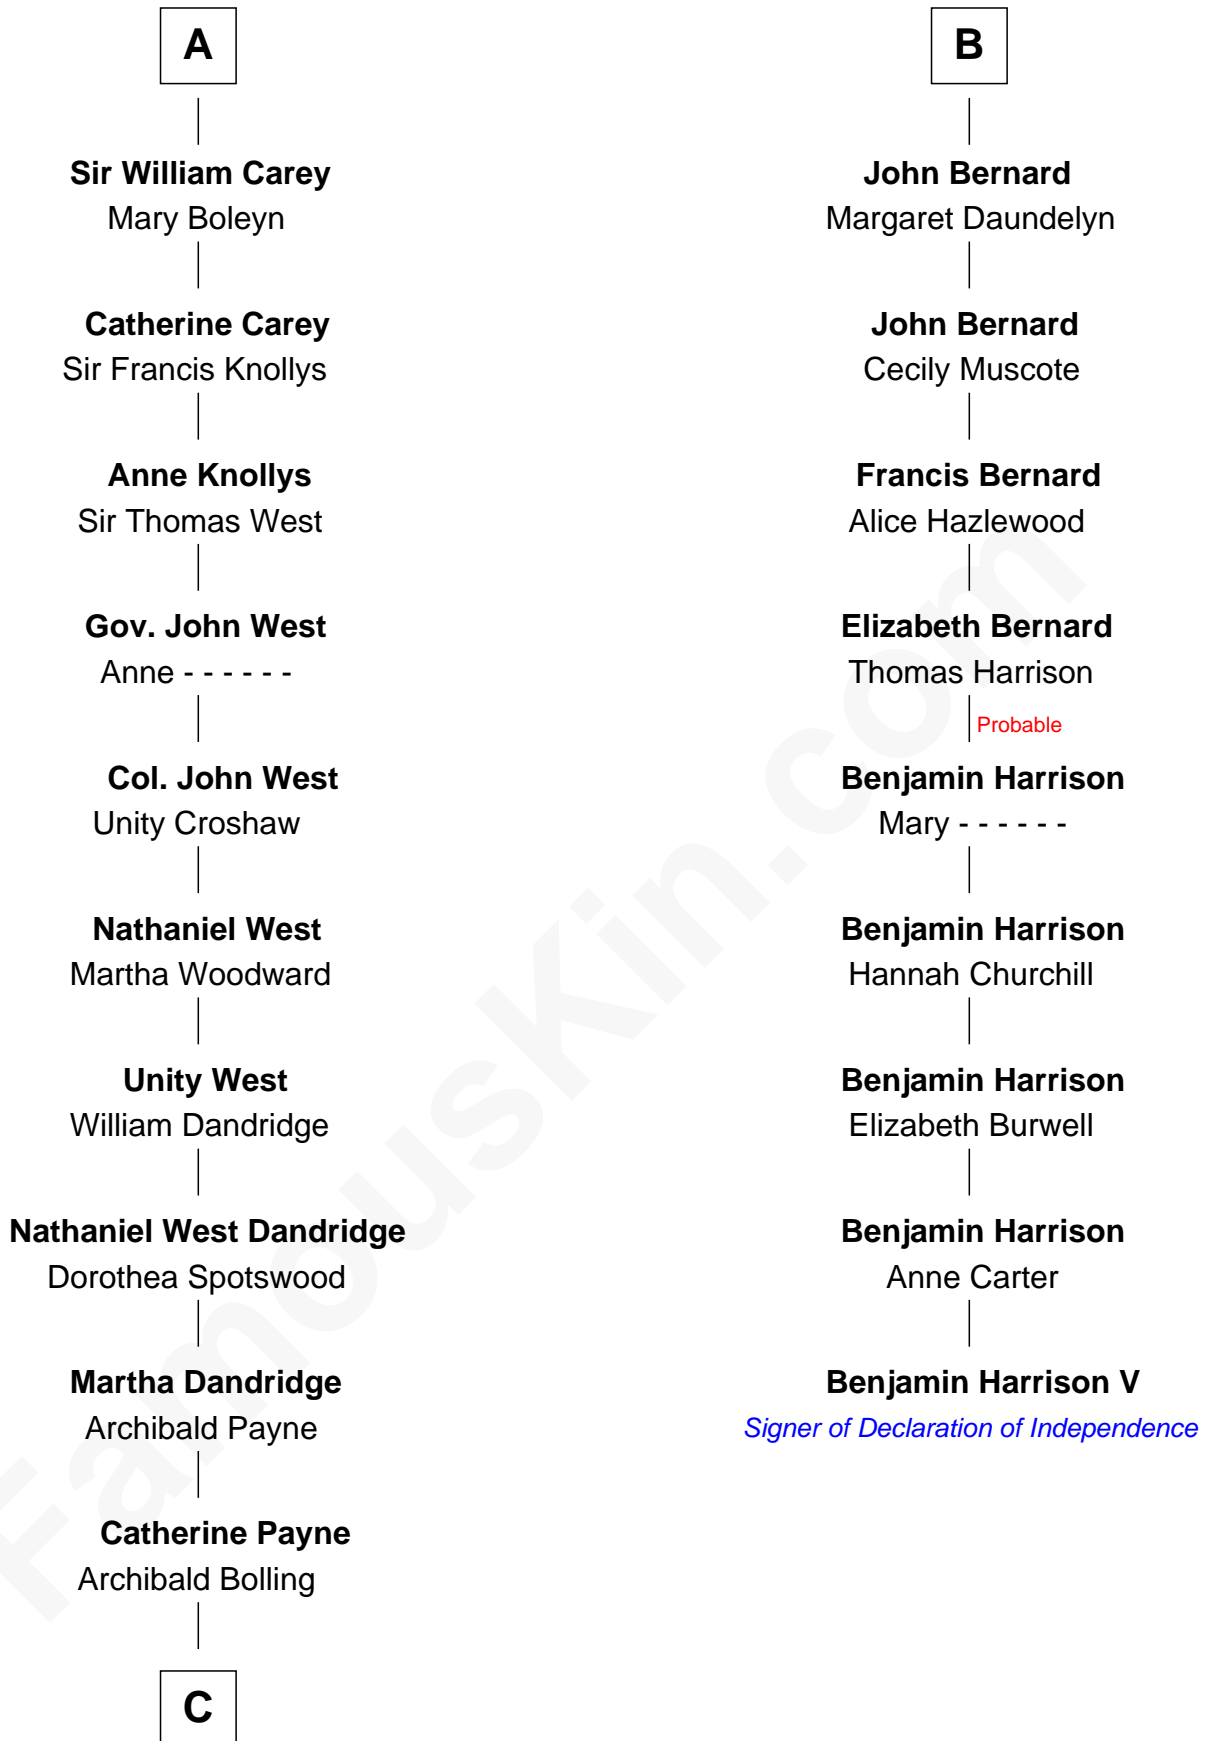 A
Sir William Carey
Mary Boleyn
Catherine Carey
Sir Francis Knollys
Anne Knollys
Sir Thomas West
Gov. John West
Anne - - - - - -
Col. John West
Unity Croshaw
Nathaniel West
Martha Woodward
Unity West
William Dandridge
Nathaniel West Dandridge
Dorothea Spotswood
Martha Dandridge
Archibald Payne
Catherine Payne
Archibald Bolling
C
B
John Bernard
Margaret Daundelyn
John Bernard
Cecily Muscote
Francis Bernard
Alice Hazlewood
Elizabeth Bernard
Thomas Harrison
Probable
Benjamin Harrison
Mary - - - - - -
Benjamin Harrison
Hannah Churchill
Benjamin Harrison
Elizabeth Burwell
Benjamin Harrison
Anne Carter
Benjamin Harrison V
Signer of Declaration of Independence
FamousKin.com